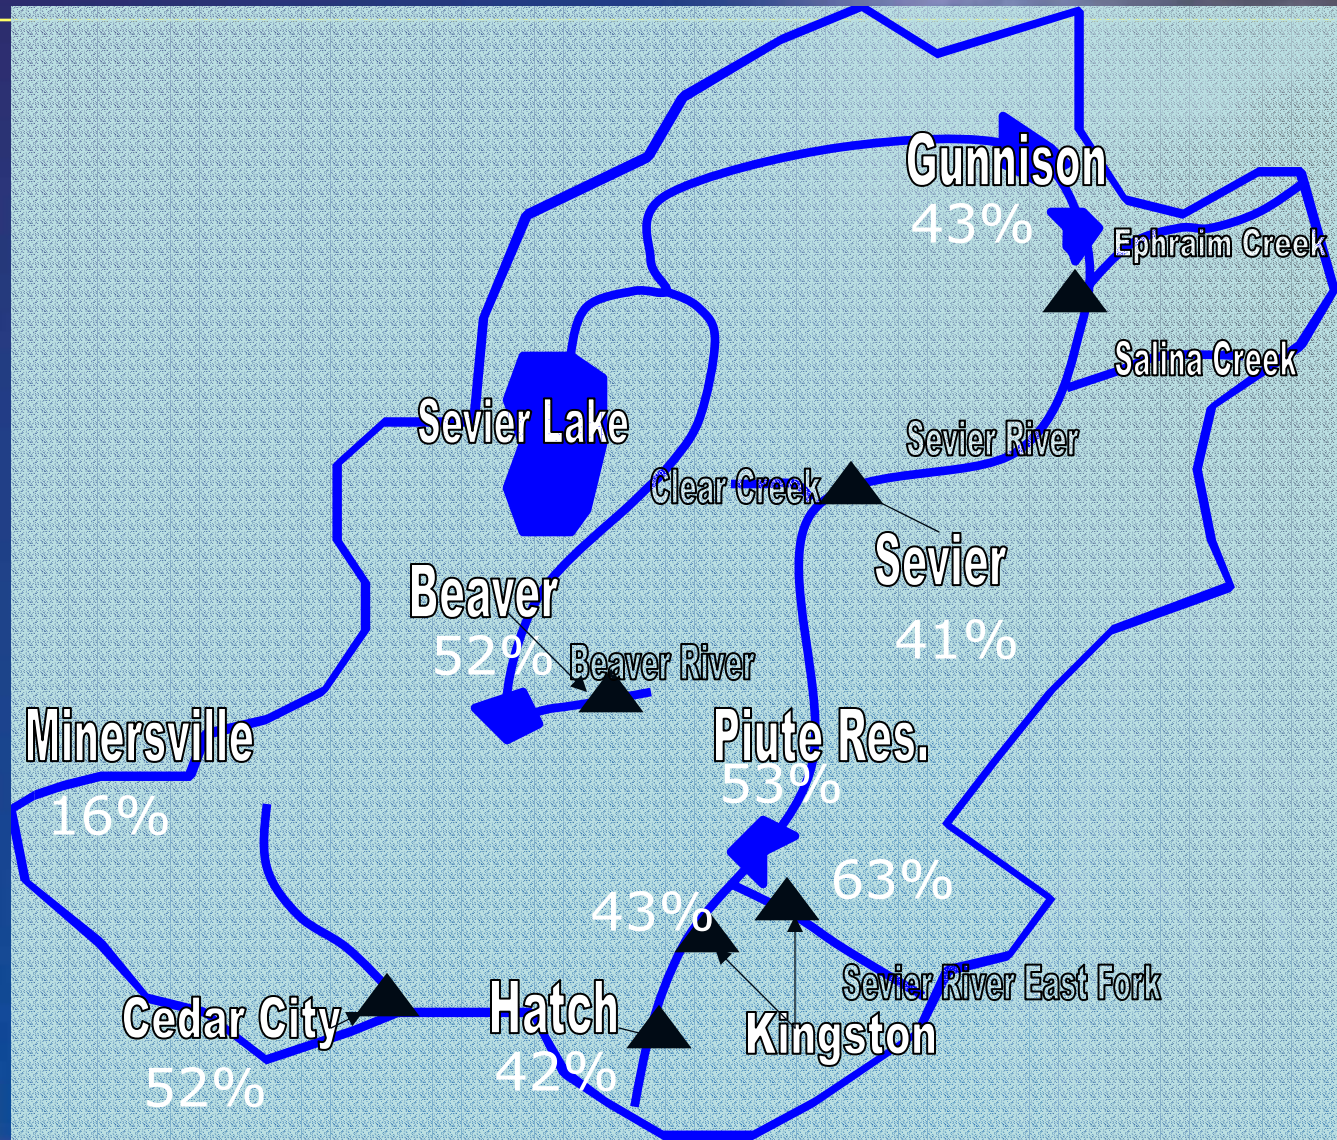 Gunnison
43%
Ephraim Creek
Salina Creek
Sevier Lake
Sevier River
Clear Creek
Sevier
41%
Beaver
52%
Beaver River
Minersville
16%
Piute Res.
53%
63%
43%
Sevier River East Fork
Kingston
Hatch
42%
Cedar City
52%